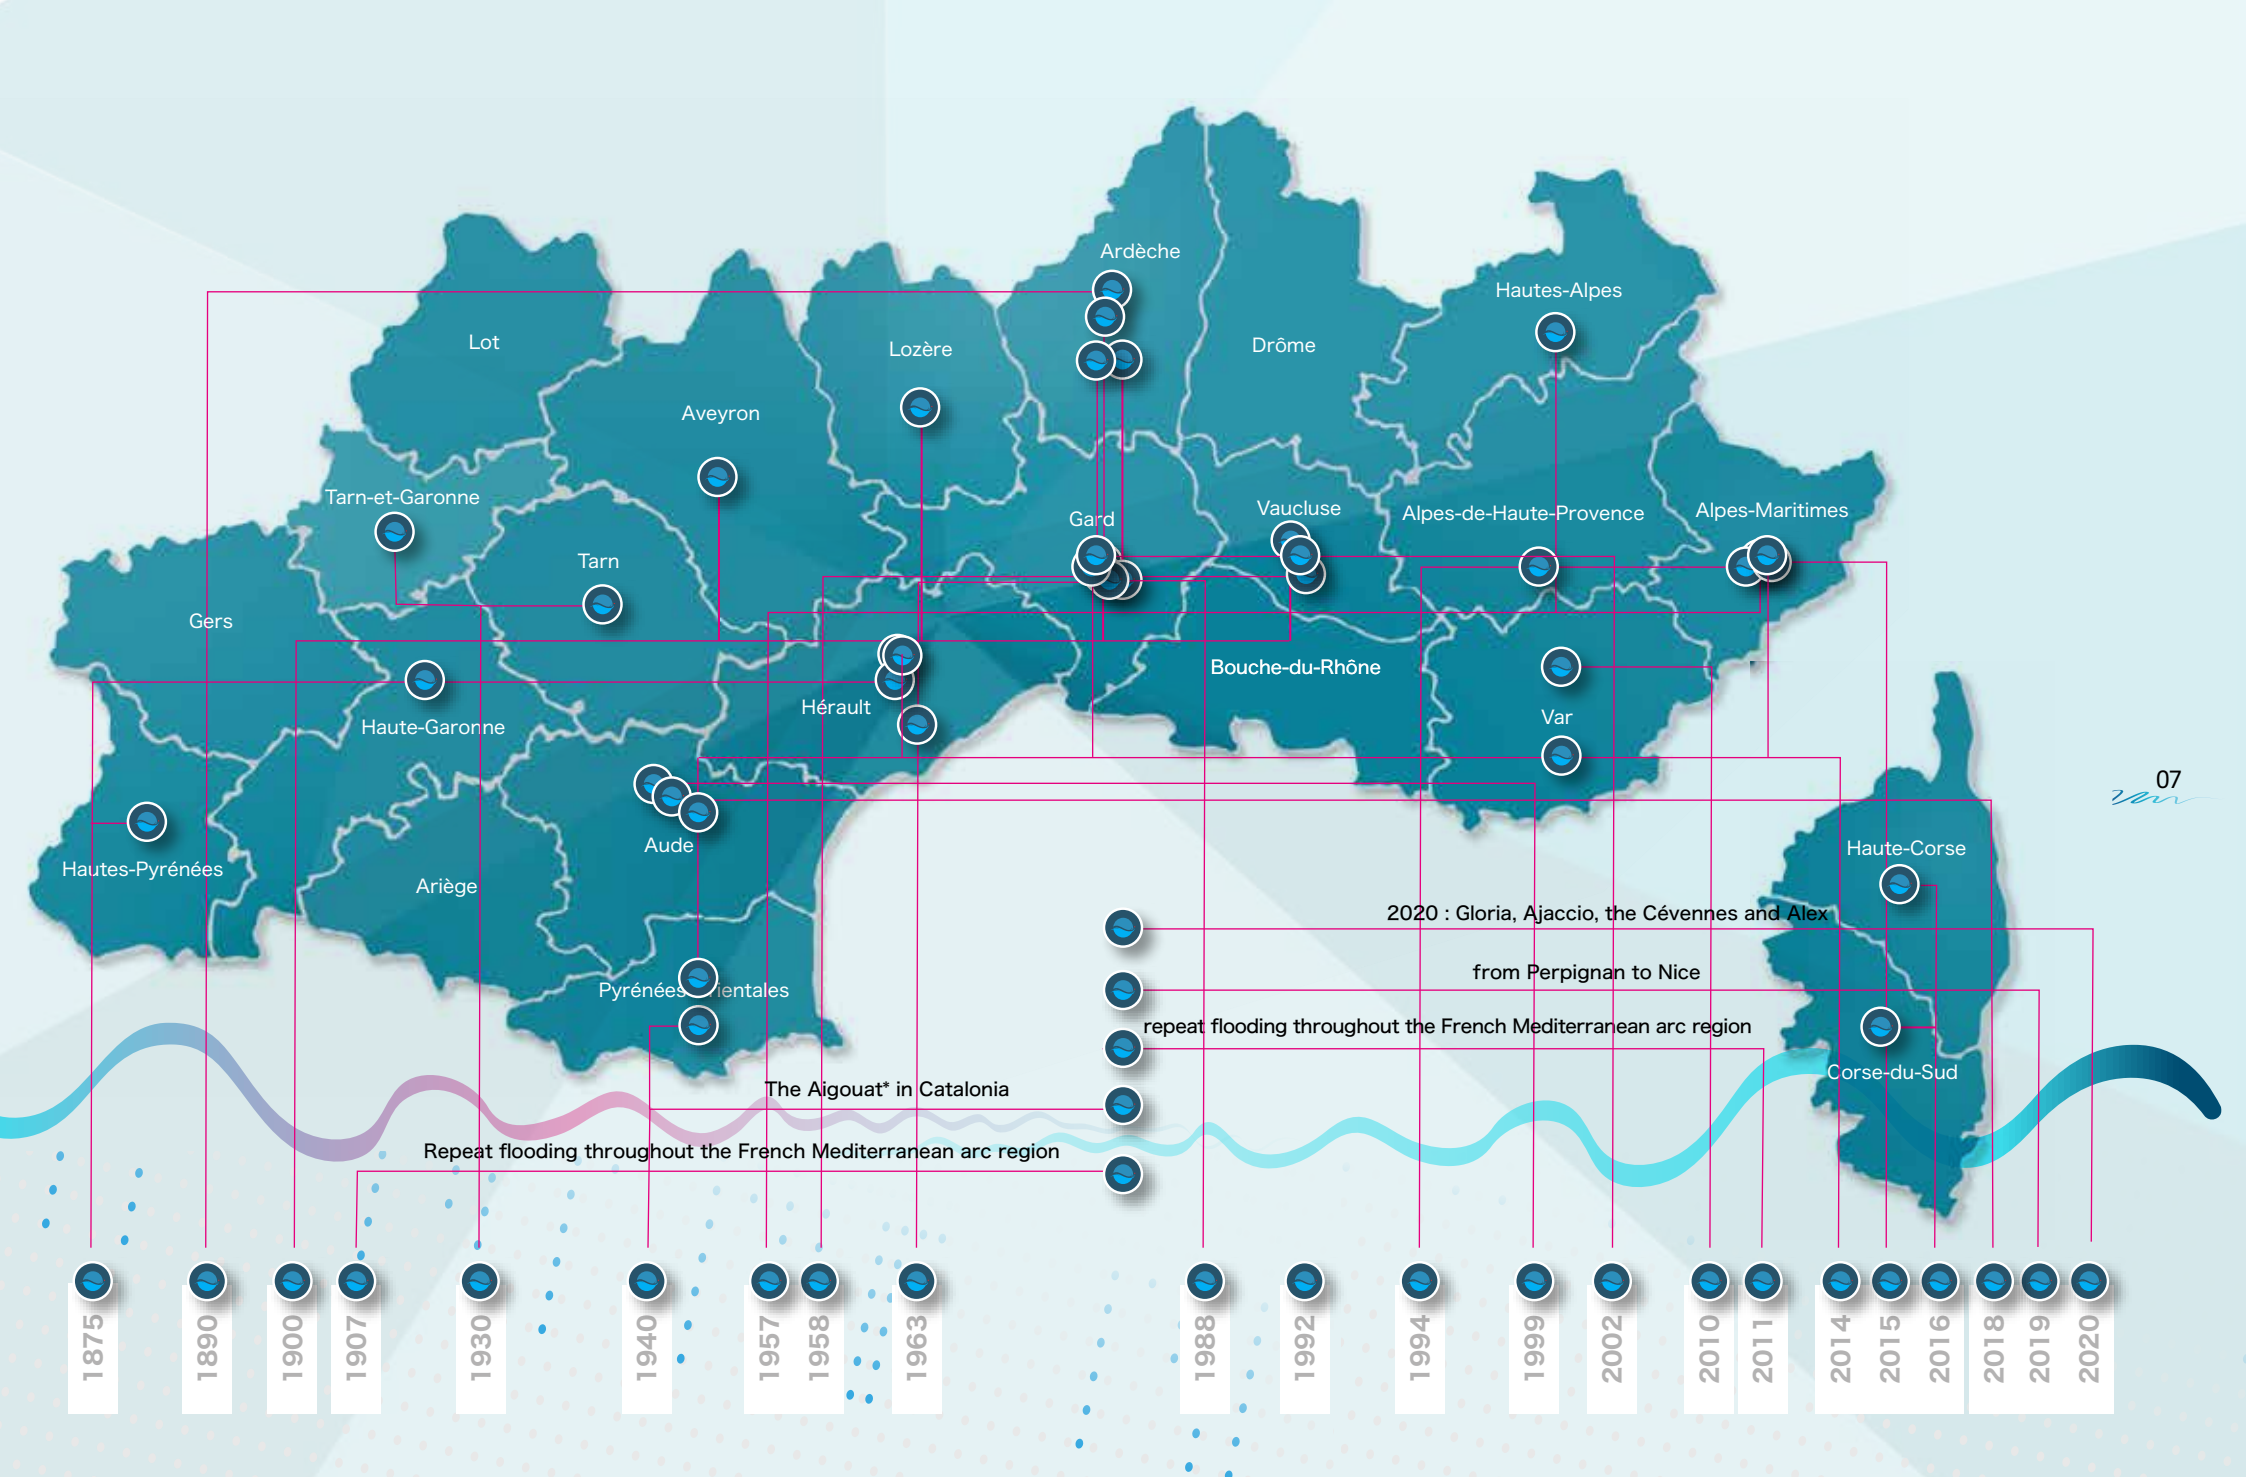 Ardèche
Hautes-Alpes
Lot
Lozère
Drôme
Aveyron
Tarn-et-Garonne
Vaucluse
Alpes-de-Haute-Provence
Alpes-Maritimes
Gard
Tarn
Gers
Bouche-du-Rhône
Hérault
Var
Haute-Garonne
07
Aude
Haute-Corse
Hautes-Pyrénées
Ariège
2020 : Gloria, Ajaccio, the Cévennes and Alex
from Perpignan to Nice
Pyrénées-Orientales
repeat flooding throughout the French Mediterranean arc region
Corse-du-Sud
The Aigouat* in Catalonia
Repeat flooding throughout the French Mediterranean arc region
1875
1890
1900
1907
1930
1940
1957
1958
1963
1988
1992
1994
1999
2002
2010
2011
2014
2015
2016
2018
2019
2020